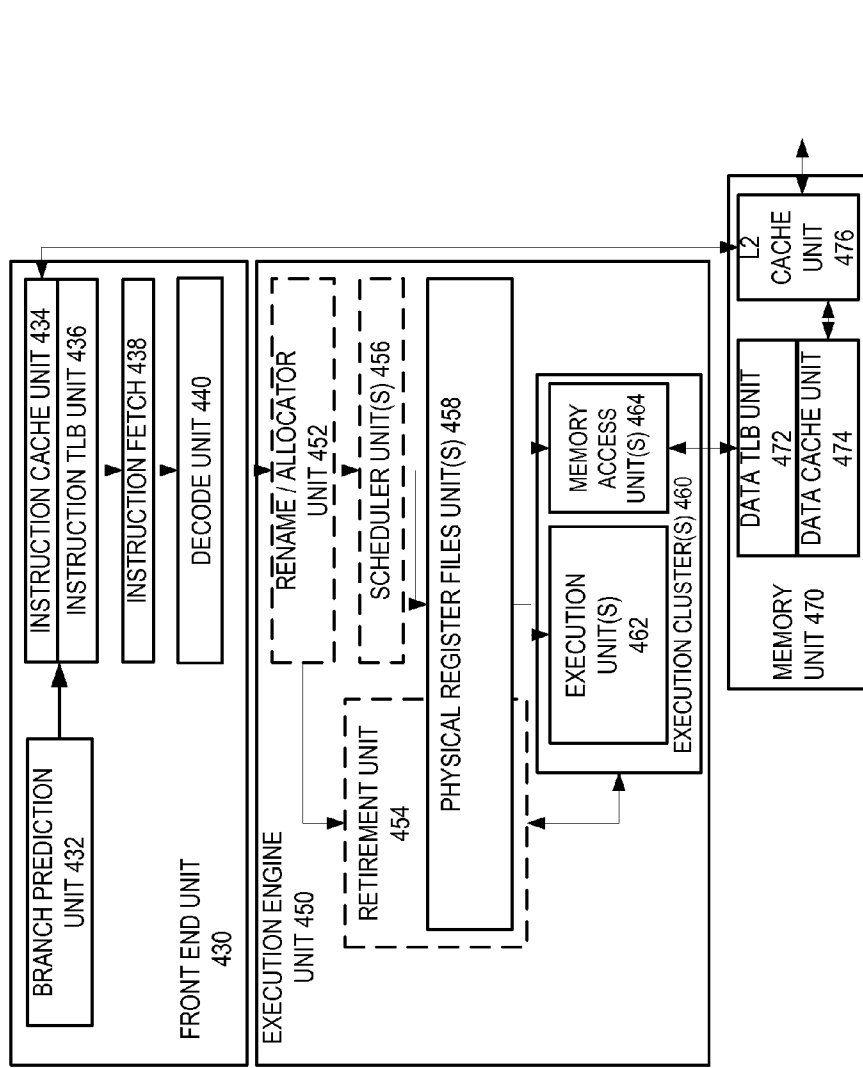 BRANCH PREDICTION
UNIT 432
INSTRUCTION CACHE UNIT 434
INSTRUCTION TLB UNIT 436
INSTRUCTION FETCH 438
DECODE UNIT 440
FRONT END UNIT
430
EXECUTION ENGINE
UNIT 450
RENAME / ALLOCATOR
UNIT 452
SCHEDULER UNIT(S) 456
RETIREMENT UNIT
454
PHYSICAL REGISTER FILES UNIT(S) 458
EXECUTION
UNIT(S)
462
MEMORY
ACCESS
UNIT(S) 464
EXECUTION CLUSTER(S) 460
MEMORY
UNIT 470
DATA TLB UNIT
472
DATA CACHE UNIT
474
L2
CACHE
UNIT
476